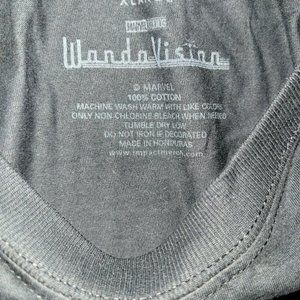 XLARGE
MARVEL
WandaVision
© MARVEL
100% COTTON
MACHINE WASH WARM WITH LIKE COLORS
ONLY NON-CHLORINE BLEACH WHEN NEEDED
TUMBLE DRY LOW
DO NOT IRON IF DECORATED
MADE IN HONDURAS
www.impactmerch.com